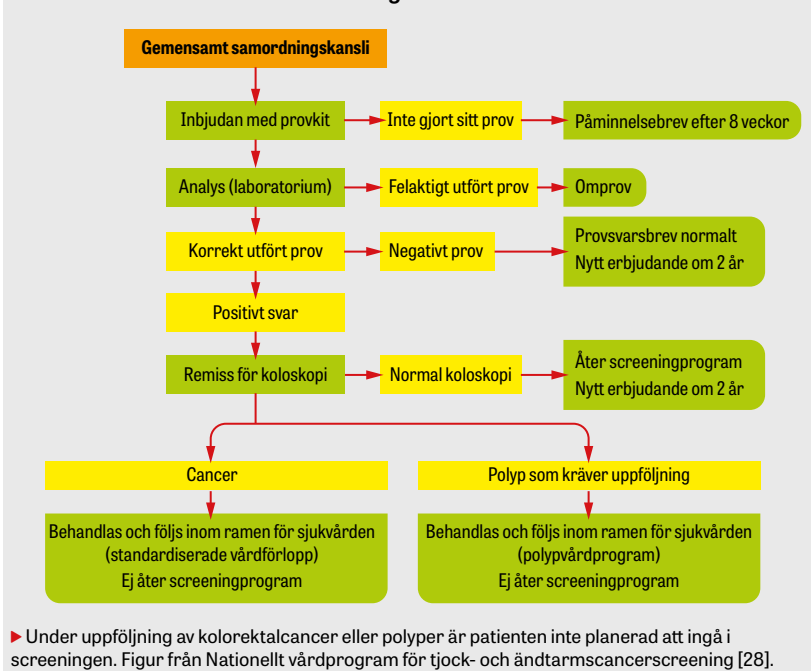 Gemensamt samordningskansli
Inbjudan med provkit
Inte gjort sitt prov
Påminnelsebrev efter 8 veckor
Analys (laboratorium)
Felaktigt utfört prov
Omprov
Korrekt utfört prov
Negativt prov
Provsvarsbrev normalt
Nytt erbjudande om 2 år
Positivt svar
Remiss för koloskopi
Normal koloskopi
Åter screeningprogram
Nytt erbjudande om 2 år
Cancer
Polyp som kräver uppföljning
Behandlas och följs inom ramen för sjukvården
(standardiserade vårdförlopp)
Ej åter screeningprogram
Behandlas och följs inom ramen för sjukvården
(polypvårdprogram)
Ej åter screeningprogram
▶ Under uppföljning av kolorektalcancer eller polyper är patienten inte planerad att ingå i
screeningen. Figur från Nationellt vårdprogram för tjock- och ändtarmscancerscreening [28].